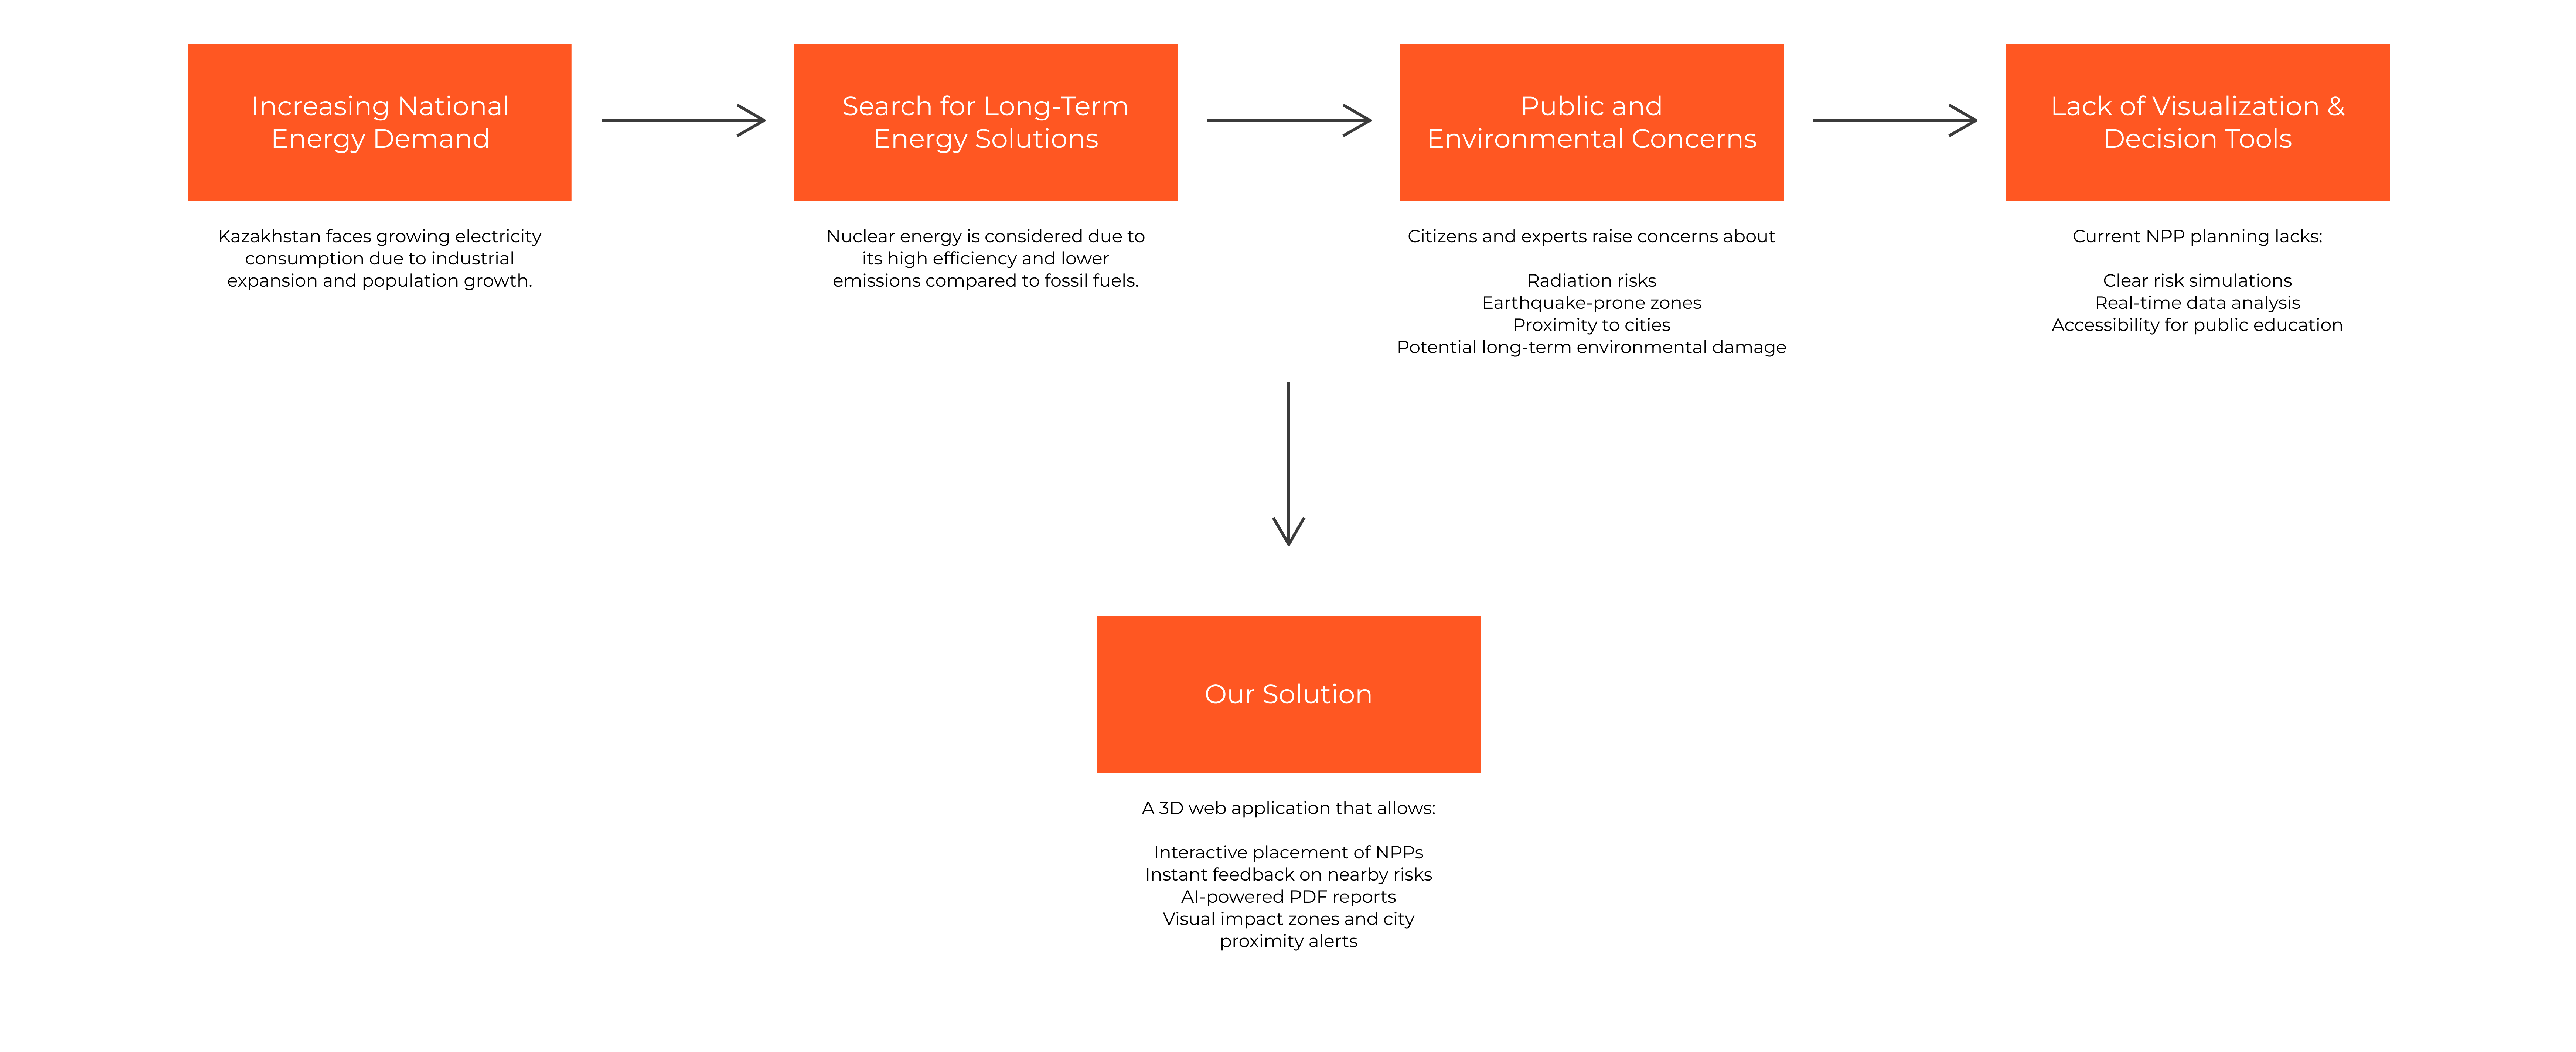 Increasing National
Energy Demand
Kazakhstan faces growing electricity
consumption due to industrial
expansion and population growth.
Search for Long-Term
Energy Solutions
Nuclear energy is considered due to
its high efficiency and lower
emissions compared to fossil fuels.
Public and
Environmental Concerns
Citizens and experts raise concerns about
Radiation risks
Earthquake-prone zones
Proximity to cities
Potential long-term environmental damage
Lack of Visualization &
Decision Tools
Current NPP planning lacks:
Clear risk simulations
Real-time data analysis
Accessibility for public education
Our Solution
A 3D web application that allows:
Interactive placement of NPPs
Instant feedback on nearby risks
AI-powered PDF reports
Visual impact zones and city
proximity alerts